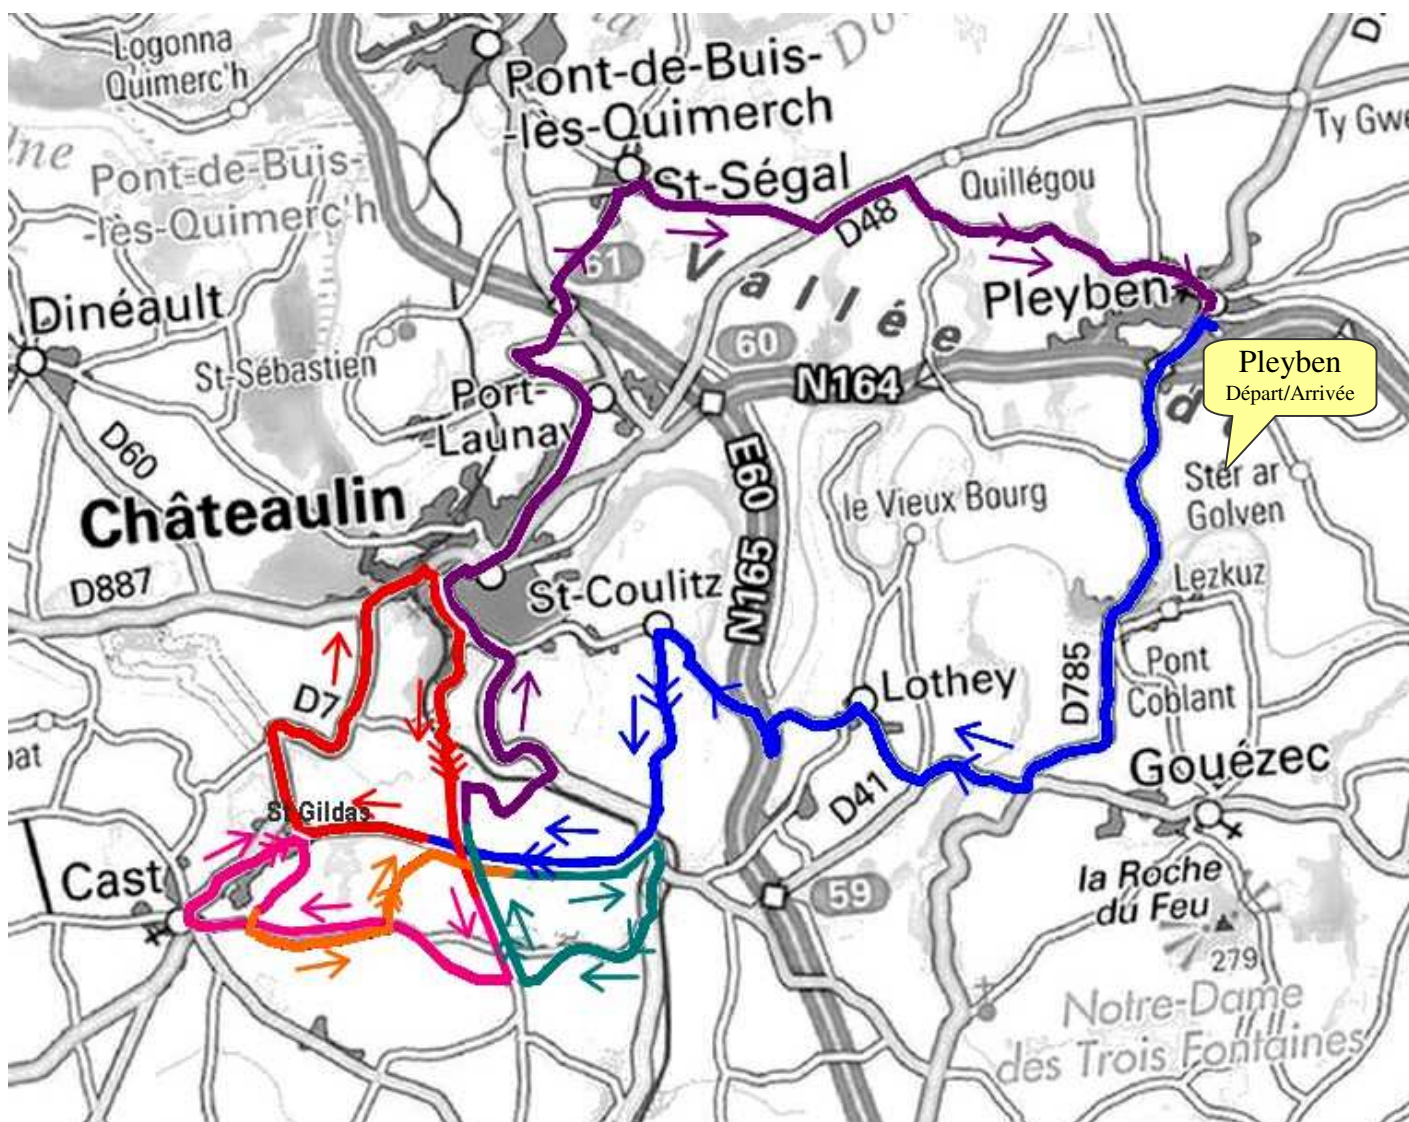 Logonna
Quimerc'h
Pont-de-Buis-
-lès-Quimerch
Do
D
Ty Gwe
Pont-de-Buis-
-lès-Quimerc'h
St-Ségal
Quillégou
D48
61
Vallée
Pleyben
Dinéault
60
St-Sébastien
N164
Pleyben
Départ/Arrivée
d
Port-
-Launay
D60
E60
N165
Ster ar
Golven
Châteaulin
le Vieux Bourg
D887
St-Coulitz
Lezkuz
D785
Pont
Coblant
Lothey
D7
Gouézec
D41
St Gildas
Cast
59
la Roche
du Feu
279
Notre-Dame
des Trois Fontaines